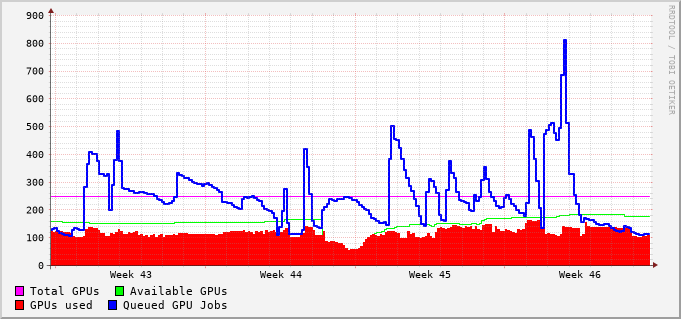 RRDTOOL / TOBI OETIKER
900
800
700
600
500
400
300
200
100
0
Week 43 Week 44 Week 45 Week 46
Total GPUs Available GPUs
GPUs used Queued GPU Jobs